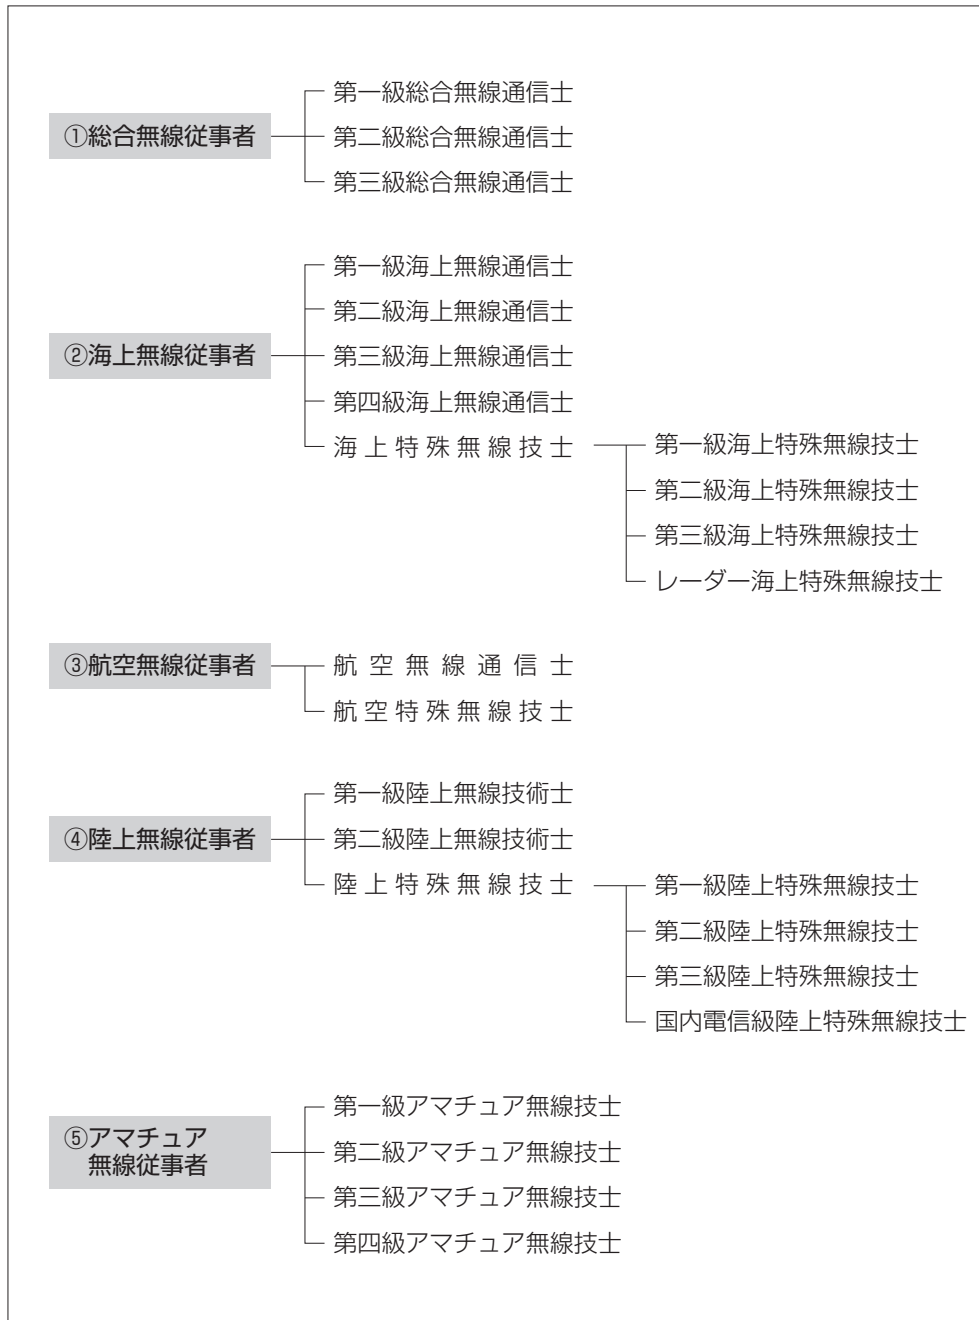 ①総合無線従事者
第一級総合無線通信士
第二級総合無線通信士
第三級総合無線通信士
②海上無線従事者
第一級海上無線通信士
第二級海上無線通信士
第三級海上無線通信士
第四級海上無線通信士
海上特殊無線技士
第一級海上特殊無線技士
第二級海上特殊無線技士
第三級海上特殊無線技士
レーダー海上特殊無線技士
③航空無線従事者
航空無線通信士
航空特殊無線技士
④陸上無線従事者
第一級陸上無線技術士
第二級陸上無線技術士
陸上特殊無線技士
第一級陸上特殊無線技士
第二級陸上特殊無線技士
第三級陸上特殊無線技士
国内電信級陸上特殊無線技士
⑤アマチュア
無線従事者
第一級アマチュア無線技士
第二級アマチュア無線技士
第三級アマチュア無線技士
第四級アマチュア無線技士